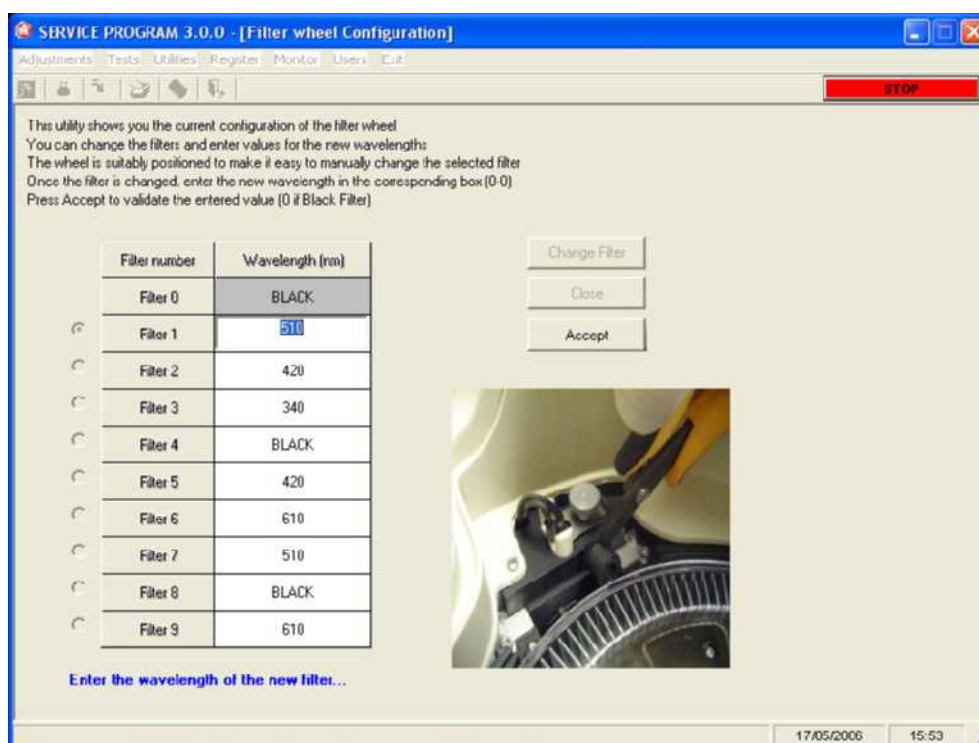 SERVICE PROGRAM 3.0.0 - [Filter wheel Configuration]
Adjustments Tests Utilities Register Monitor Users Exit
STOP
This utility shows you the current configuration of the filter wheel
You can change the filters and enter values for the new wavelengths
The wheel is suitably positioned to make it easy to manually change the selected filter
Once the filter is changed, enter the new wavelength in the corresponding box (0-0)
Press Accept to validate the entered value (0 if Black Filter)
Filter number Wavelength (nm)
Filter 0 BLACK
Filter 1 510
Filter 2 420
Filter 3 340
Filter 4 BLACK
Filter 5 420
Filter 6 610
Filter 7 510
Filter 8 BLACK
Filter 9 610
Change Filter
Close
Accept
Enter the wavelength of the new filter...
17/05/2006 15:53